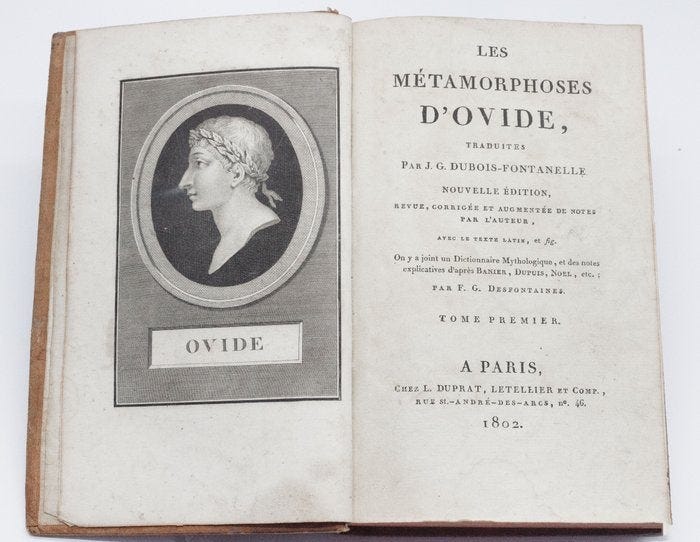 OVIDE
LES
MÉTAMORPHOSES
D'OVIDE,
TRADUITES
PAR J. G. DUBOIS-FONTANELLE
NOUVELLE ÉDITION,
REVUE, CORRIGÉE ET AUGMENTÉE DE NOTES
PAR L'AUTEUR,
AVEC LE TEXTE LATIN, et fig.
On y a joint un Dictionnaire Mythologique, et des notes
explicatives d'après BANIER, DUPUIS, NOEL, etc.;
PAR F. G. DESFONTAINES.
TOME PREMIER.
A PARIS,
CHEZ L. DUPRAT, LETELLIER ET COMP.,
RUE St.-ANDRÉ-DES-ARCS, nº. 46.
1802.